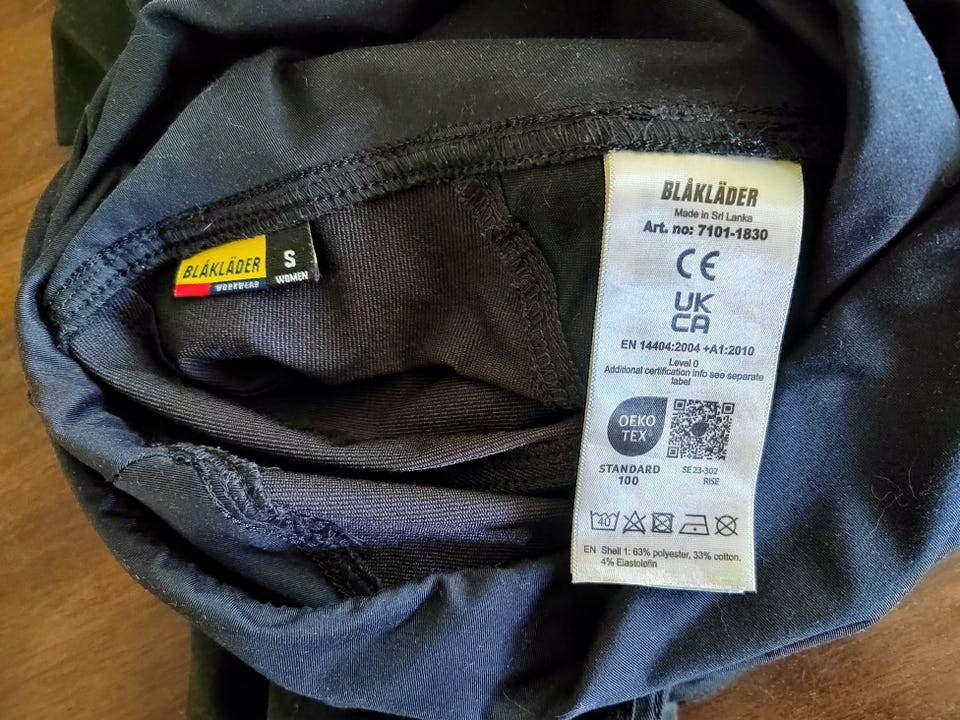 BLÅKLÄDER
WORKWEAR
S
WOMEN
BLÅKLÄDER
Made in Sri Lanka
Art. no: 7101-1830
CE
UK
CA
EN 14404:2004 +A1:2010
Level 0
Additional certification info see separate
label
OEKO
TEX®
STANDARD
100
SE 23-302
RISE
40
EN Shell 1: 63% polyester, 33% cotton,
4% Elastolefin